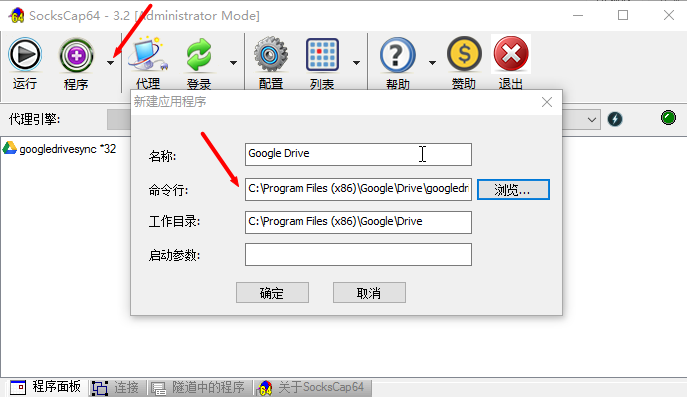 SocksCap64 - 3.2 [Administrator Mode]
运行 程序 代理 登录 配置 列表 帮助 赞助 退出
代理引擎:
googledrivesync *32
新建应用程序
名称: Google Drive
命令行: C:\Program Files (x86)\Google\Drive\googledri 浏览...
工作目录: C:\Program Files (x86)\Google\Drive
启动参数:
确定 取消
程序面板 连接 隧道中的程序 关于SocksCap64